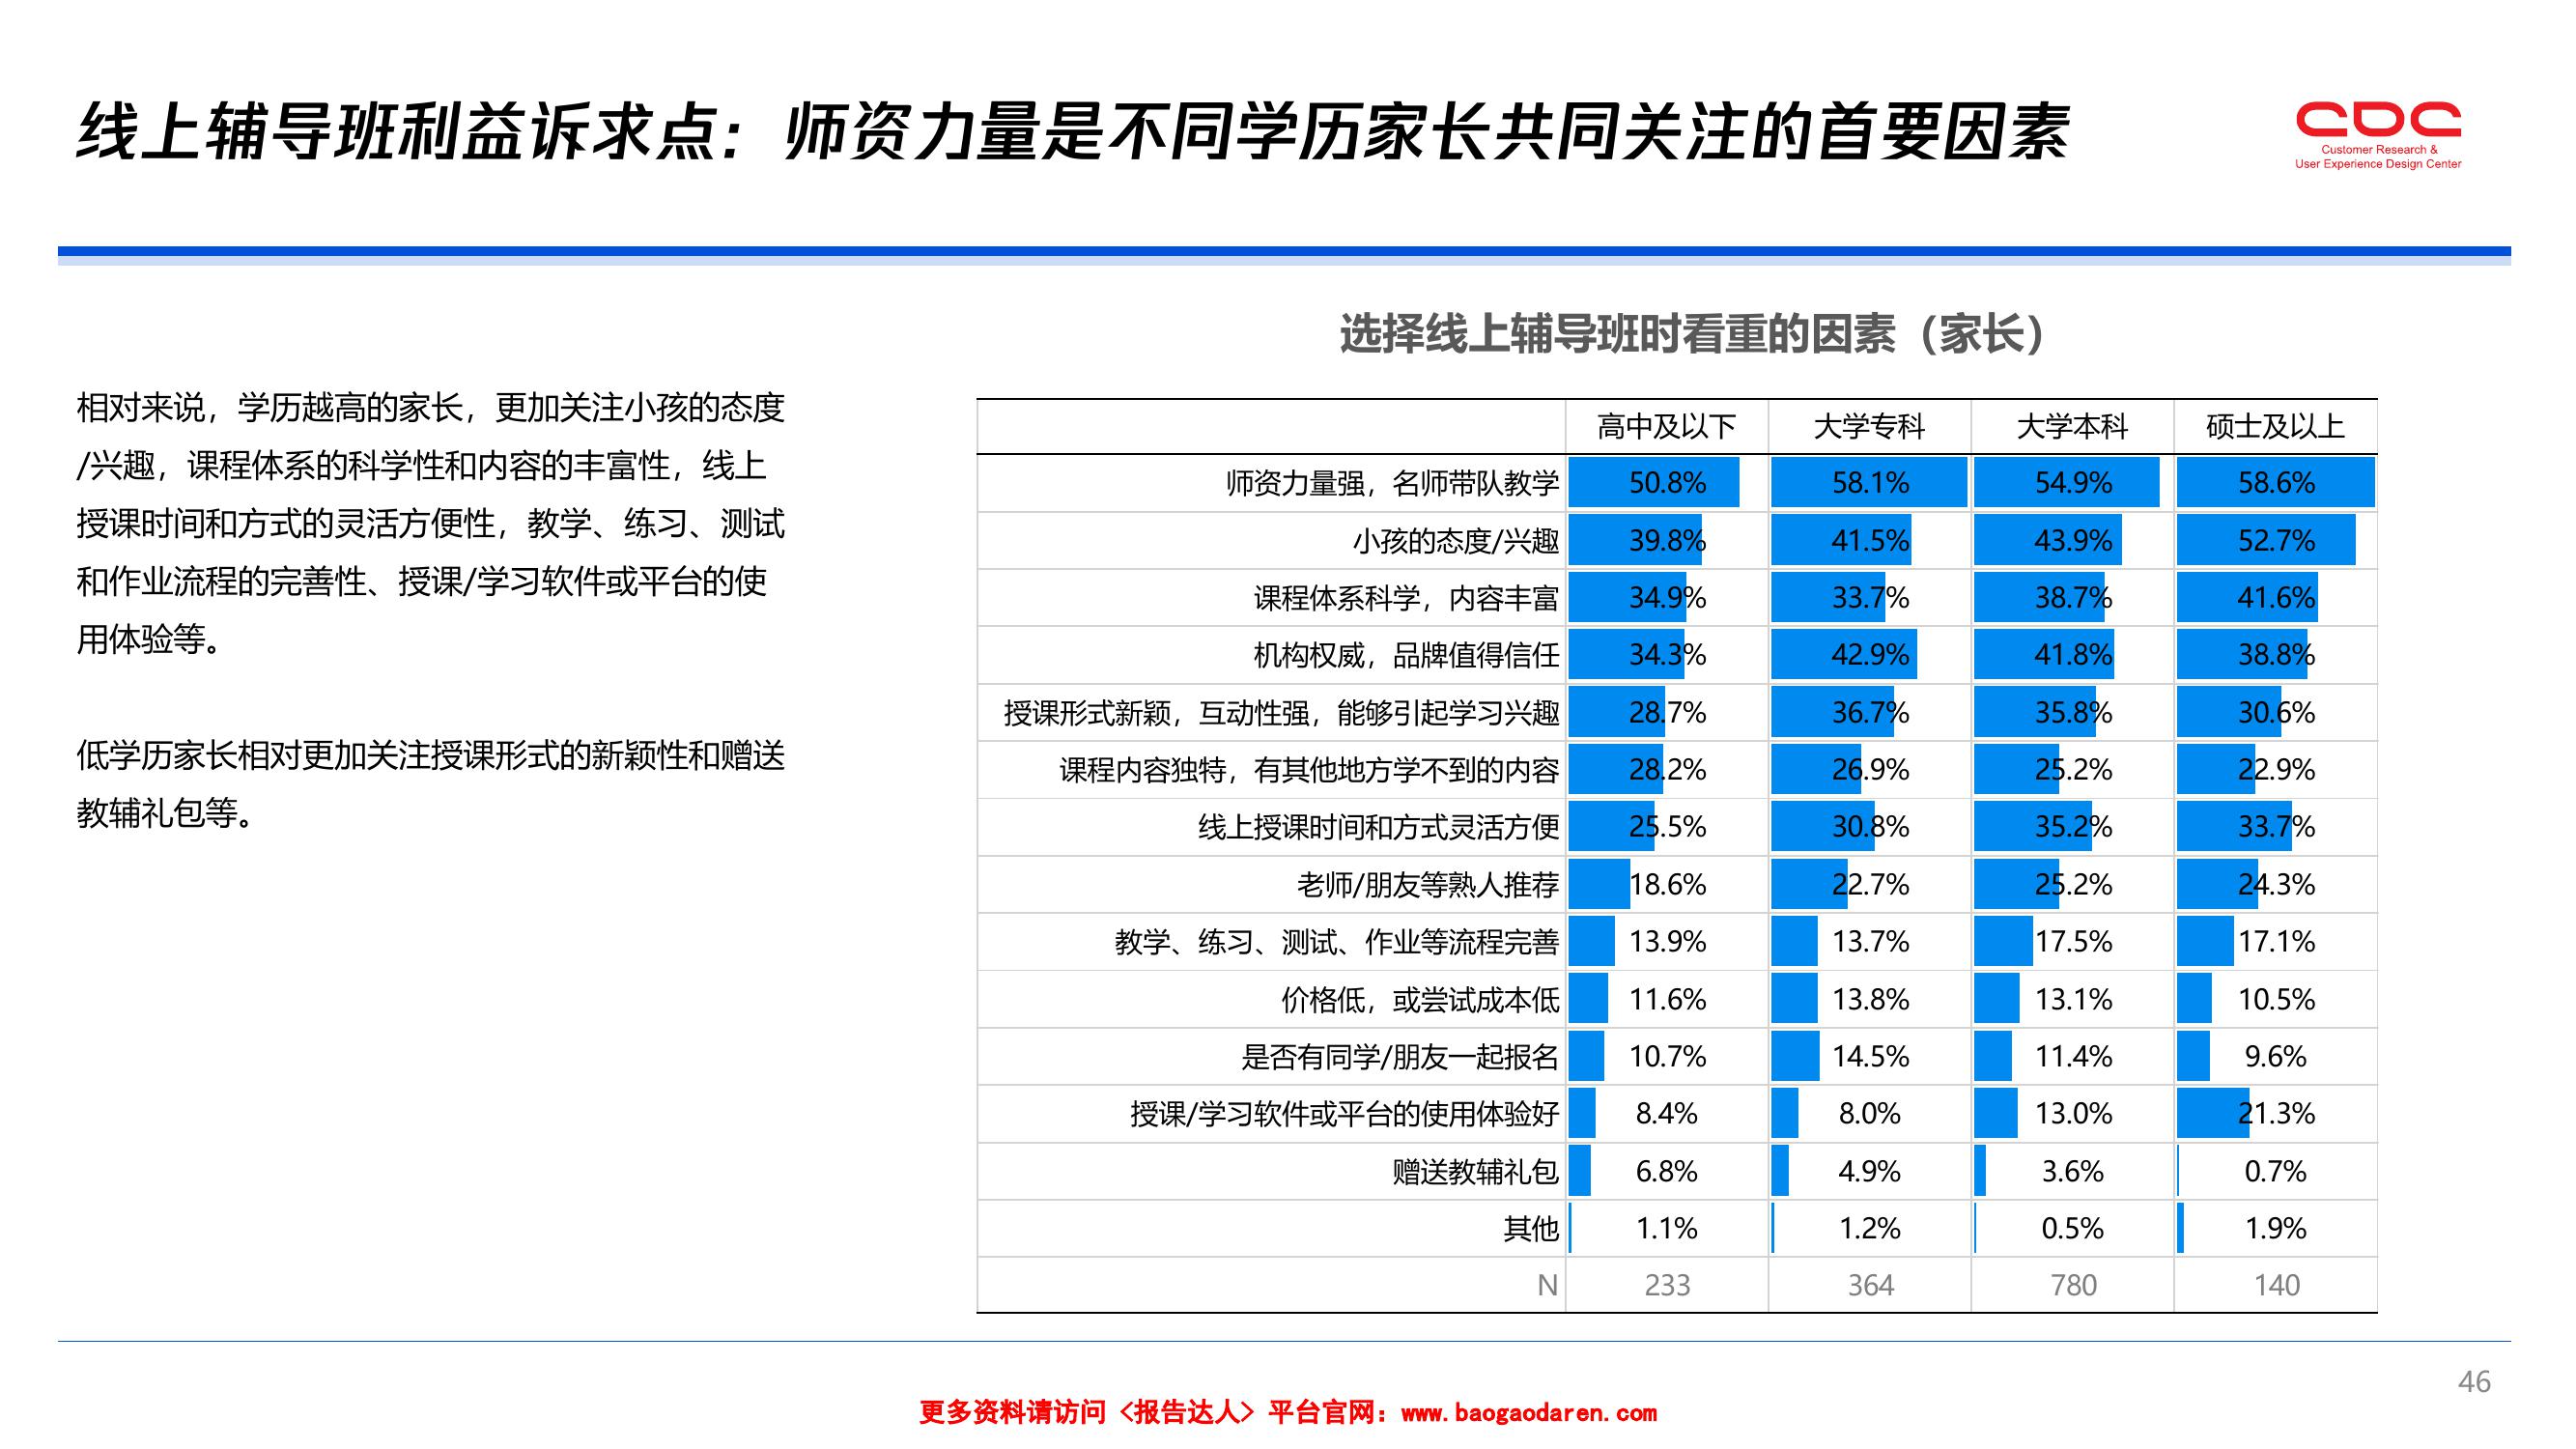 线上辅导班利益诉求点：师资力量是不同学历家长共同关注的首要因素
CDC
Customer Research &
User Experience Design Center
相对来说，学历越高的家长，更加关注小孩的态度
/兴趣，课程体系的科学性和内容的丰富性，线上
授课时间和方式的灵活方便性，教学、练习、测试
和作业流程的完善性、授课/学习软件或平台的使
用体验等。
低学历家长相对更加关注授课形式的新颖性和赠送
教辅礼包等。
选择线上辅导班时看重的因素（家长）
高中及以下 大学专科 大学本科 硕士及以上
师资力量强，名师带队教学 50.8% 58.1% 54.9% 58.6%
小孩的态度/兴趣 39.8% 41.5% 43.9% 52.7%
课程体系科学，内容丰富 34.9% 33.7% 38.7% 41.6%
机构权威，品牌值得信任 34.3% 42.9% 41.8% 38.8%
授课形式新颖，互动性强，能够引起学习兴趣 28.7% 36.7% 35.8% 30.6%
课程内容独特，有其他地方学不到的内容 28.2% 26.9% 25.2% 22.9%
线上授课时间和方式灵活方便 25.5% 30.8% 35.2% 33.7%
老师/朋友等熟人推荐 18.6% 22.7% 25.2% 24.3%
教学、练习、测试、作业等流程完善 13.9% 13.7% 17.5% 17.1%
价格低，或尝试成本低 11.6% 13.8% 13.1% 10.5%
是否有同学/朋友一起报名 10.7% 14.5% 11.4% 9.6%
授课/学习软件或平台的使用体验好 8.4% 8.0% 13.0% 21.3%
赠送教辅礼包 6.8% 4.9% 3.6% 0.7%
其他 1.1% 1.2% 0.5% 1.9%
N 233 364 780 140
46
更多资料请访问〈报告达人〉平台官网：www.baogaodaren.com